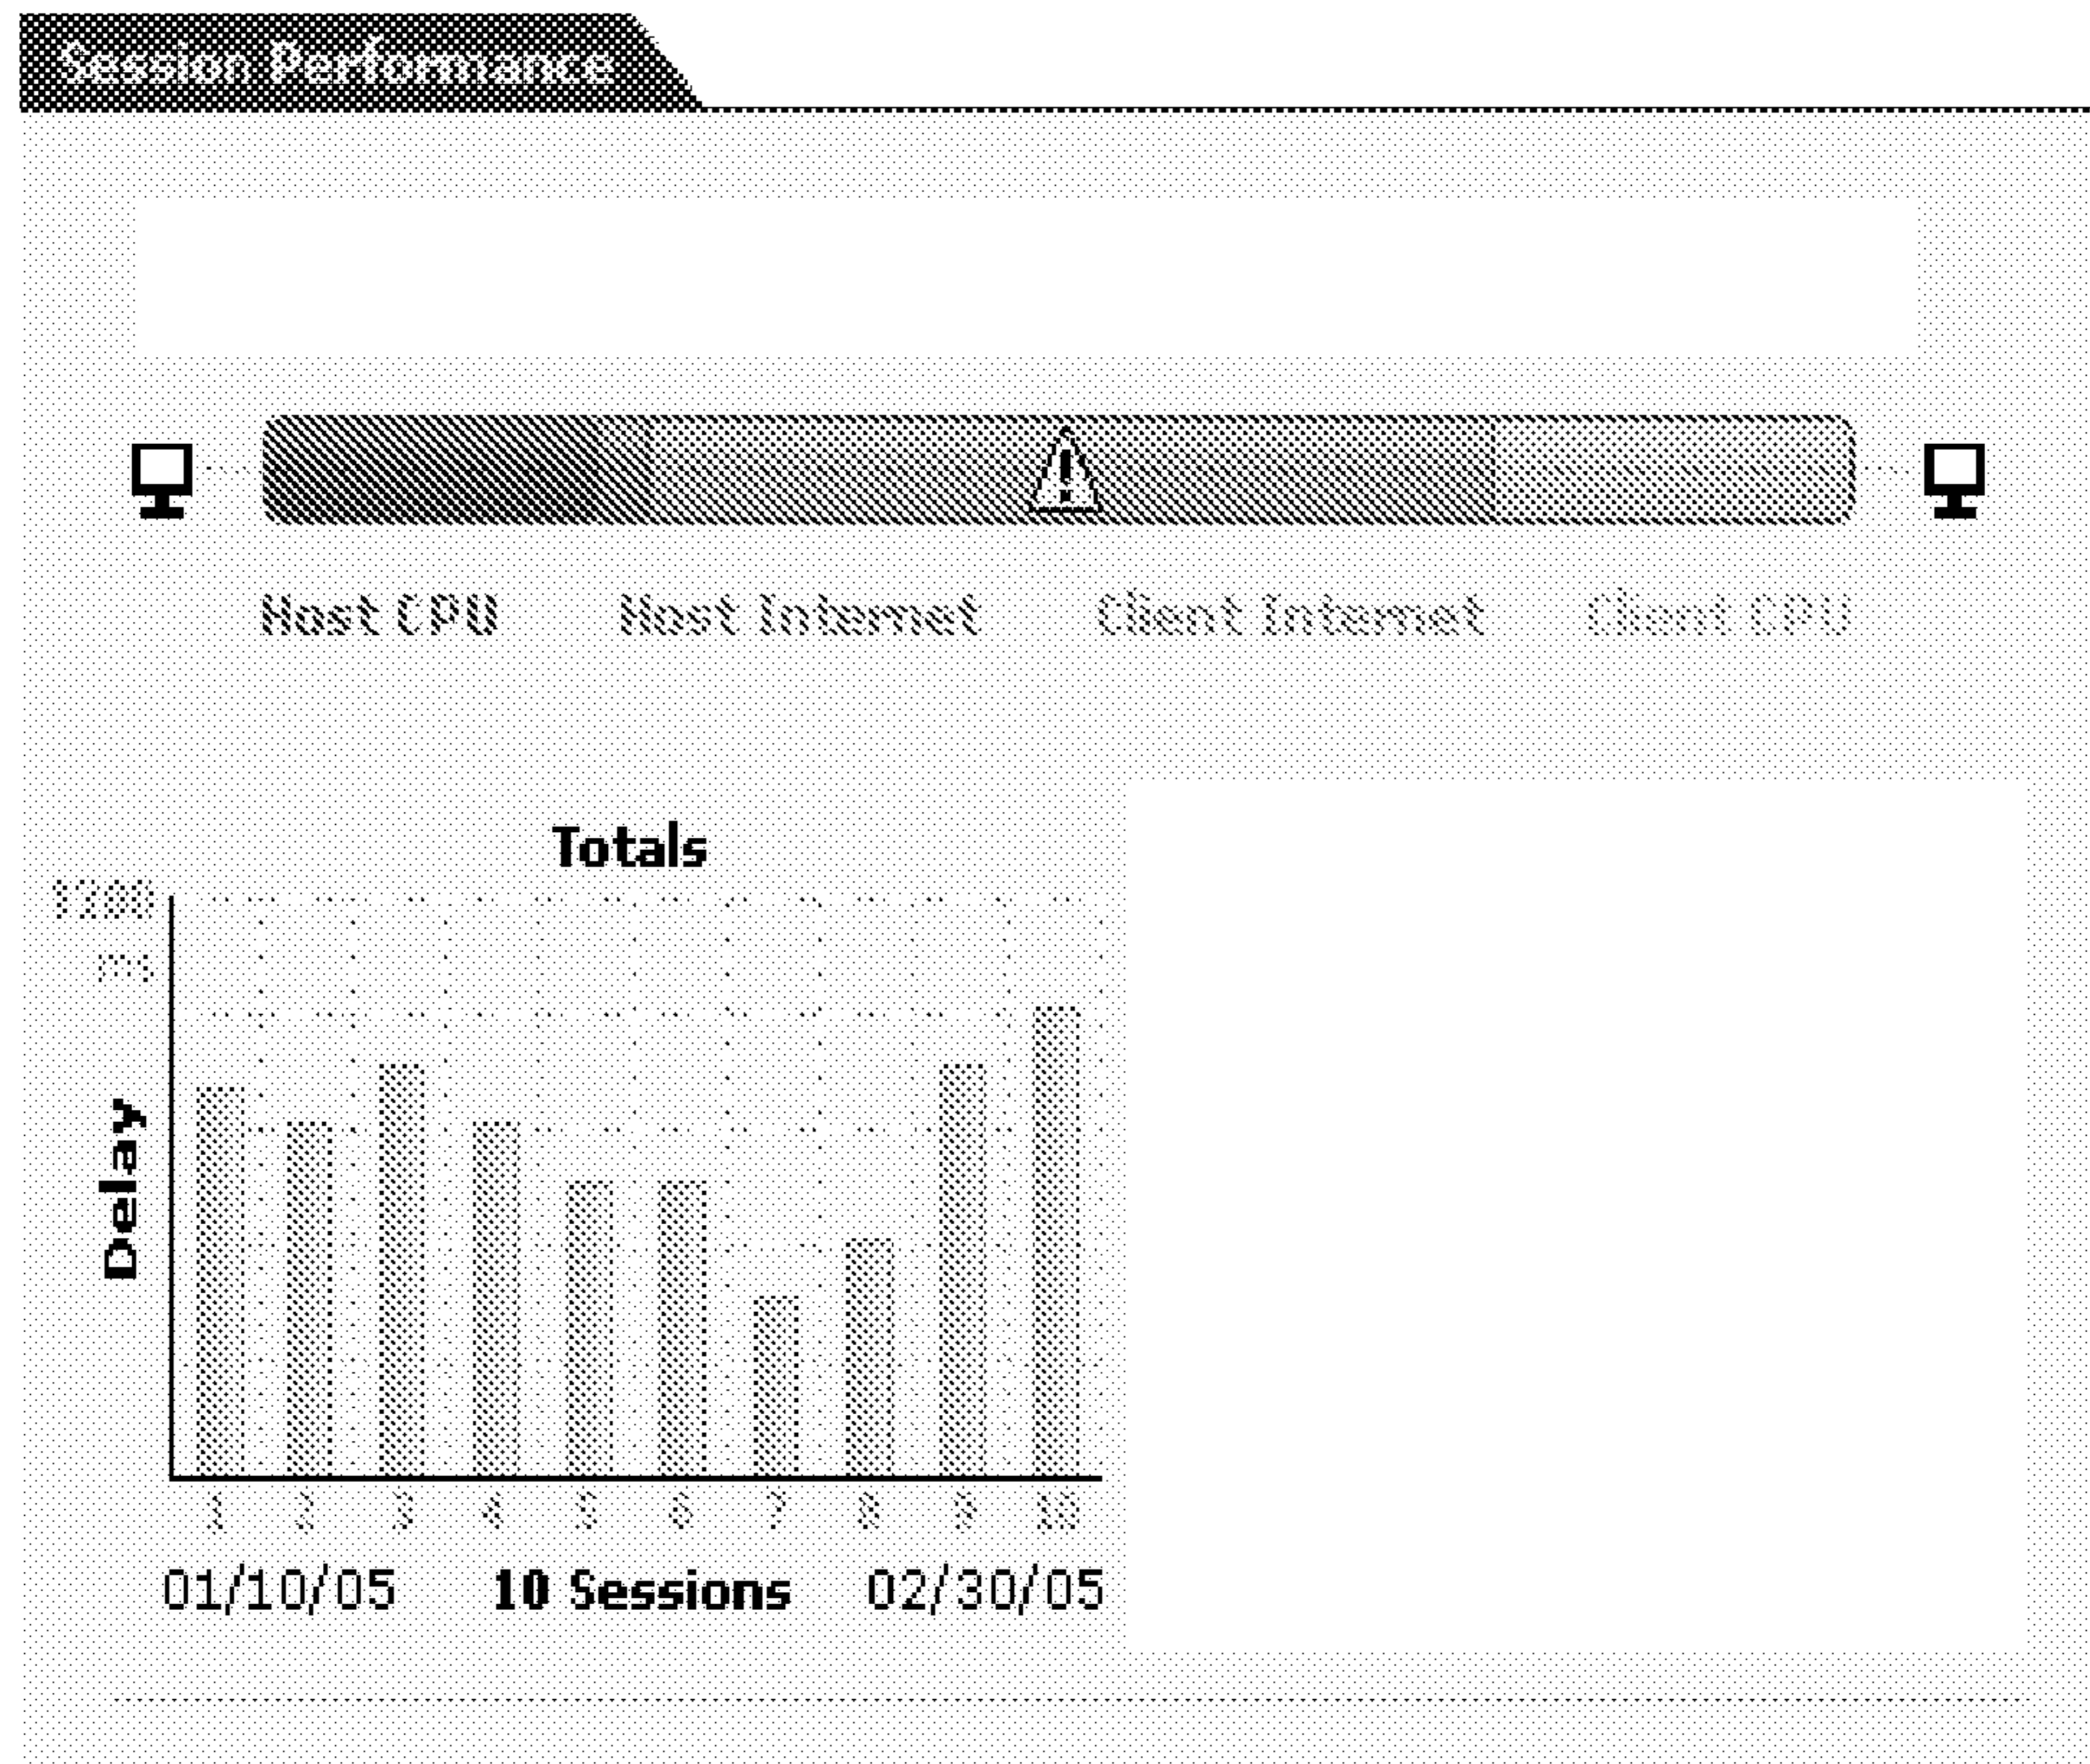 Session Performance
Host CPU Host Internet Client Internet Client CPU
Totals
1200
ms
Delay
1 2 3 4 5 6 7 8 9 10
01/10/05 10 Sessions 02/30/05